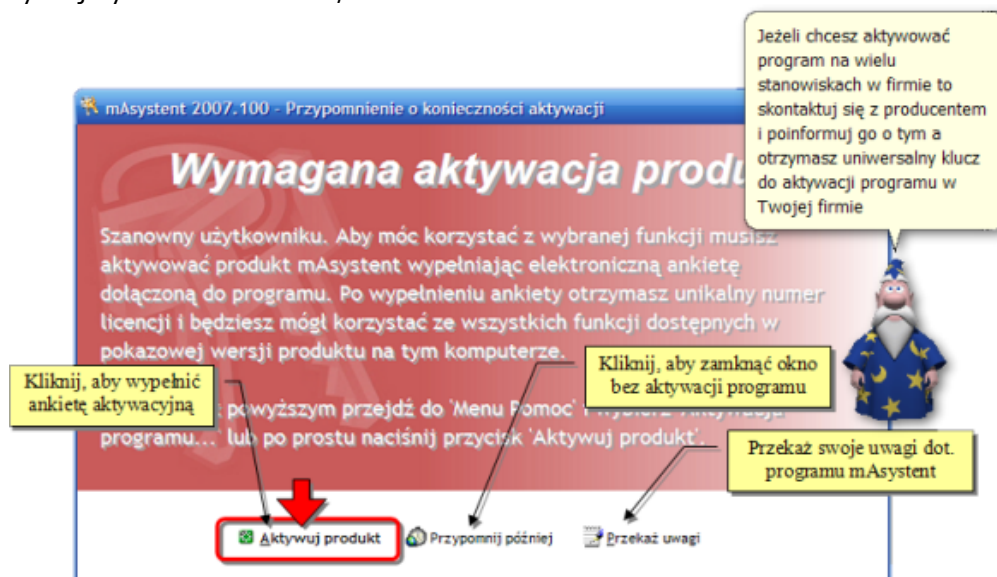 Jeżeli chcesz aktywować
program na wielu
stanowiskach w firmie to
skontaktuj się z producentem
i poinformuj go o tym a
otrzymasz uniwersalny klucz
do aktywacji programu w
Twojej firmie
mAsystent 2007.100 - Przypomnienie o konieczności aktywacji
Wymagana aktywacja
Szanowny użytkowniku. Aby móc korzystać z wybranej funkcji musisz
aktywować produkt mAsystent wypełniając elektroniczną ankietę
dołączoną do programu. Po wypełnieniu ankiety otrzymasz unikalny numer
licencji i będziesz mógł korzystać ze wszystkich funkcji dostępnych w
pokazowej wersji produktu na tym komputerze.
Kliknij, aby wypełnić
ankietę aktywacyjną
Kliknij, aby zamknąć okno
bez aktywacji programu
powyższym przejdź do 'Menu Pomoc' i
programu...' lub po prostu naciśnij przycisk 'Aktywuj produkt'.
Przekaż swoje uwagi dot.
programu mAsystent
Aktywuj produkt
Przypomnij później
Przekaż uwagi